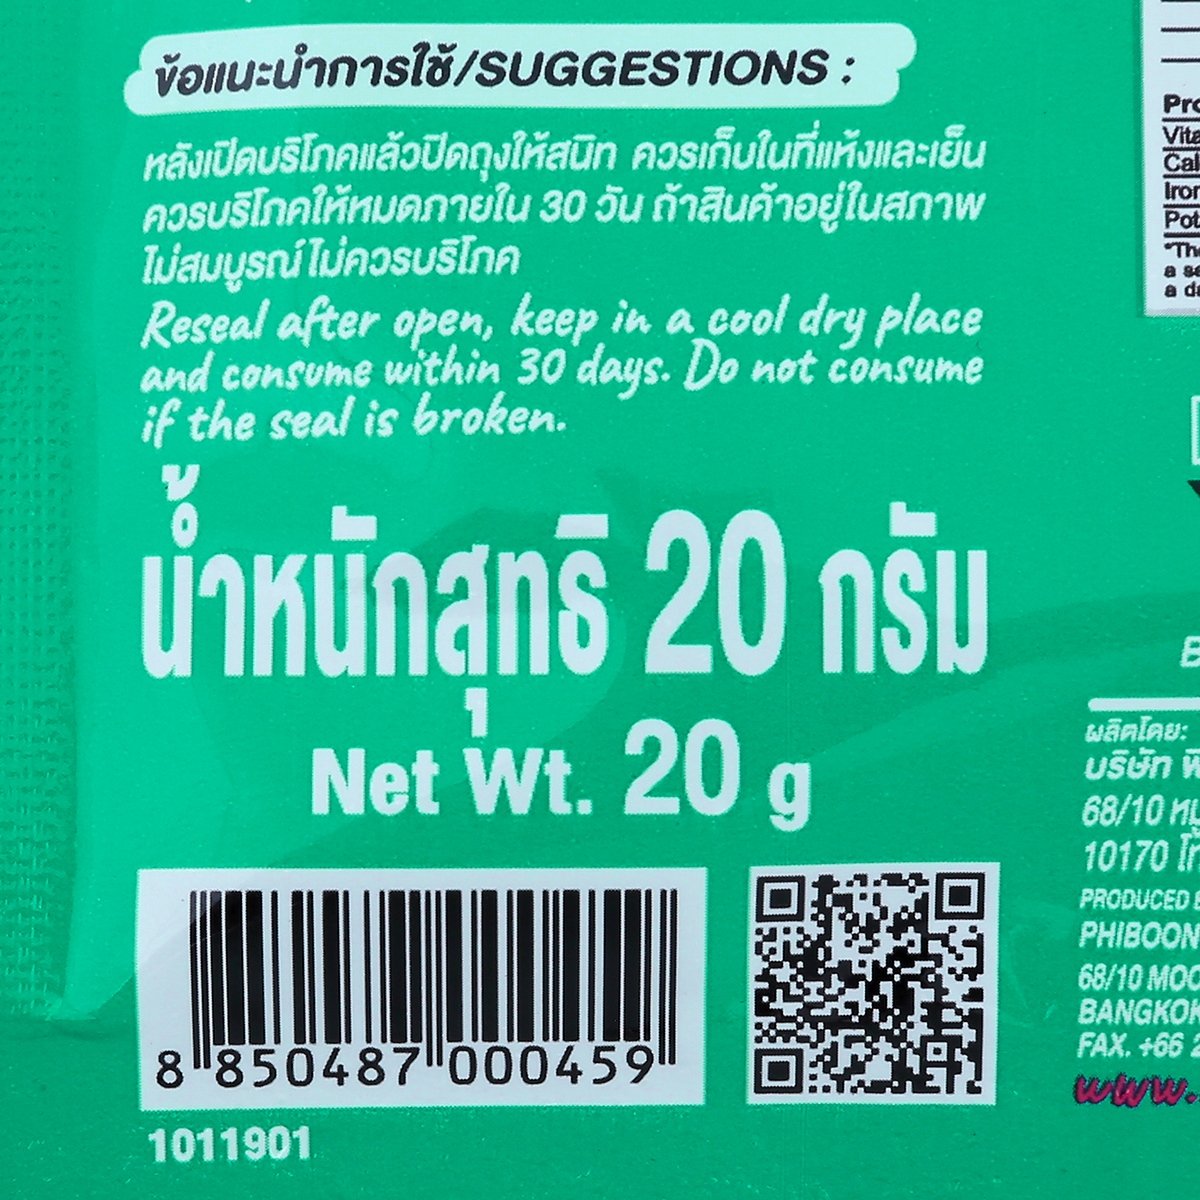 ข้อแนะนำการใช้/SUGGESTIONS :
หลังเปิดบริโภคแล้วปิดถุงให้สนิท ควรเก็บในที่แห้งและเย็น
ควรบริโภคให้หมดภายใน 30 วัน ถ้าสินค้าอยู่ในสภาพ
ไม่สมบูรณ์ไม่ควรบริโภค
Reseal after open, keep in a cool dry place
and consume within 30 days. Do not consume
if the seal is broken.
น้ำหนักสุทธิ 20 กรัม
Net Wt. 20 g
8 850487 000459
1011901
ผลิตโดย:
บริษัท
68/10
10170
PRODUCED
PHIBOON
68/10 MOO
BANGKOK
FAX. +66 2
www.